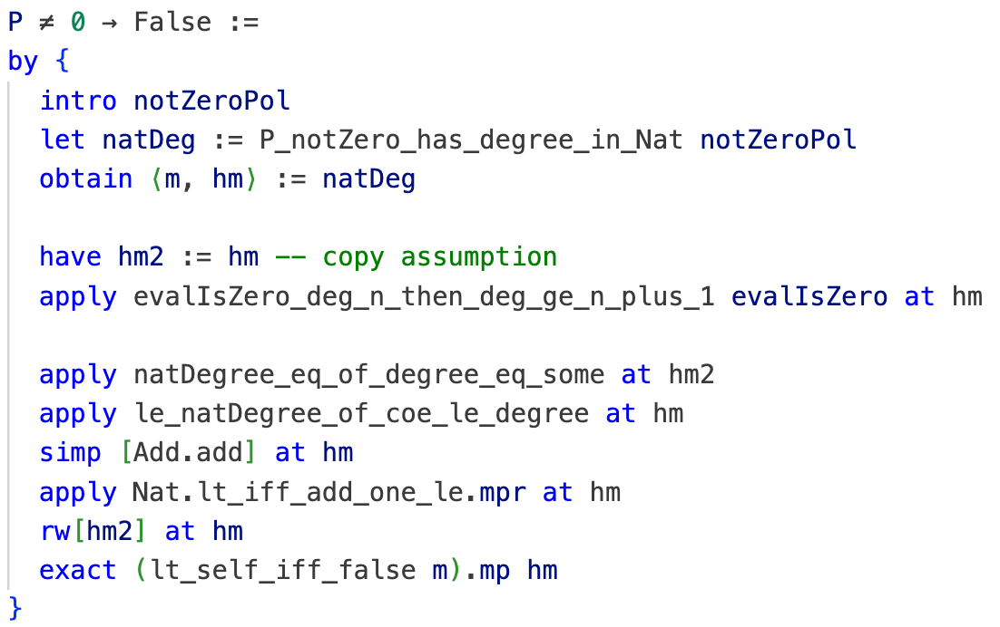 P ≠ 0 → False :=
by {
intro notZeroPol
let natDeg := P_notZero_has_degree_in_Nat notZeroPol
obtain ⟨m, hm⟩ := natDeg
have hm2 := hm -- copy assumption
apply evalIsZero_deg_n_then_deg_ge_n_plus_1 evalIsZero at hm
apply natDegree_eq_of_degree_eq_some at hm2
apply le_natDegree_of_coe_le_degree at hm
simp [Add.add] at hm
apply Nat.lt_iff_add_one_le.mpr at hm
rw[hm2] at hm
exact (lt_self_iff_false m).mp hm
}